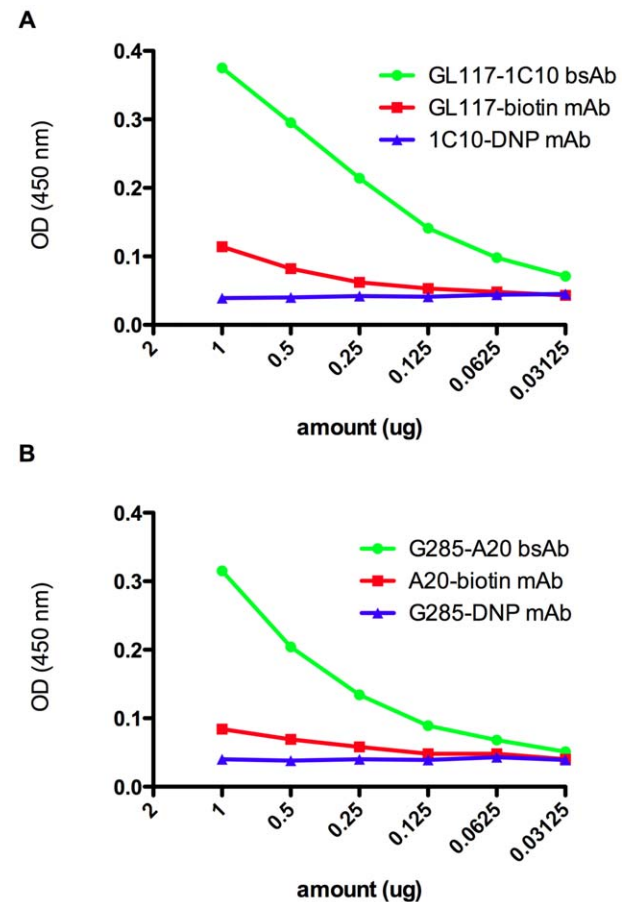 A
0.4
0.3
0.2
0.1
0.0
OD (450 nm)
GL117-1C10 bsAb
GL117-biotin mAb
1C10-DNP mAb
2
1
0.5
0.25
0.125
0.0625
0.03125
amount (ug)
B
0.4
0.3
0.2
0.1
0.0
OD (450 nm)
G285-A20 bsAb
A20-biotin mAb
G285-DNP mAb
2
1
0.5
0.25
0.125
0.0625
0.03125
amount (ug)